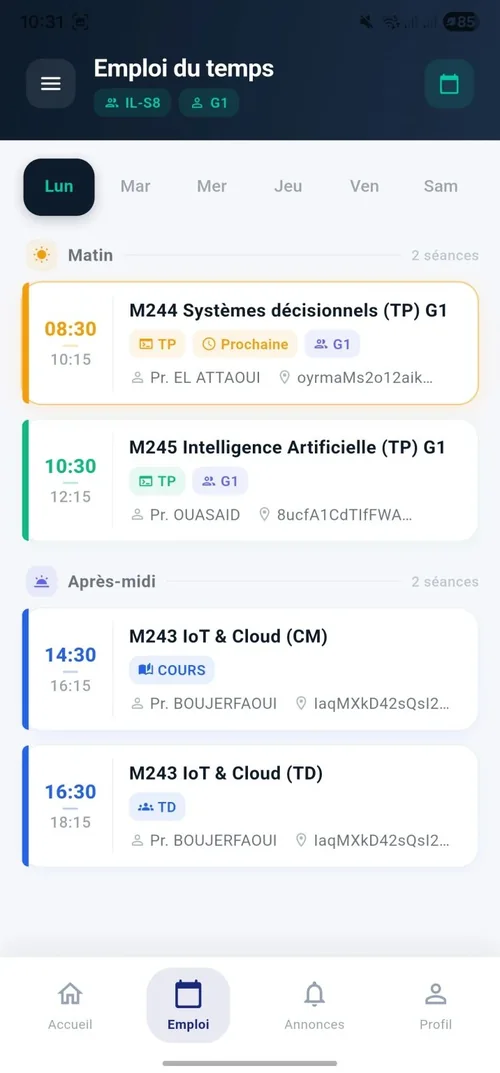 10:31
85
Emploi du temps
IL-S8
G1
Lun
Mar
Mer
Jeu
Ven
Sam
Matin
2 séances
08:30
10:15
M244 Systèmes décisionnels (TP) G1
TP
Prochaine
G1
Pr. EL ATTAOUI
oyrmaMs2o12aik...
10:30
12:15
M245 Intelligence Artificielle (TP) G1
TP
G1
Pr. OUASAID
8ucfA1CdTIfFWA...
Après-midi
2 séances
14:30
16:15
M243 IoT & Cloud (CM)
COURS
Pr. BOUJERFAOUI
IaqMXkD42sQsI2...
16:30
18:15
M243 IoT & Cloud (TD)
TD
Pr. BOUJERFAOUI
IaqMXkD42sQsI2...
Accueil
Emploi
Annonces
Profil